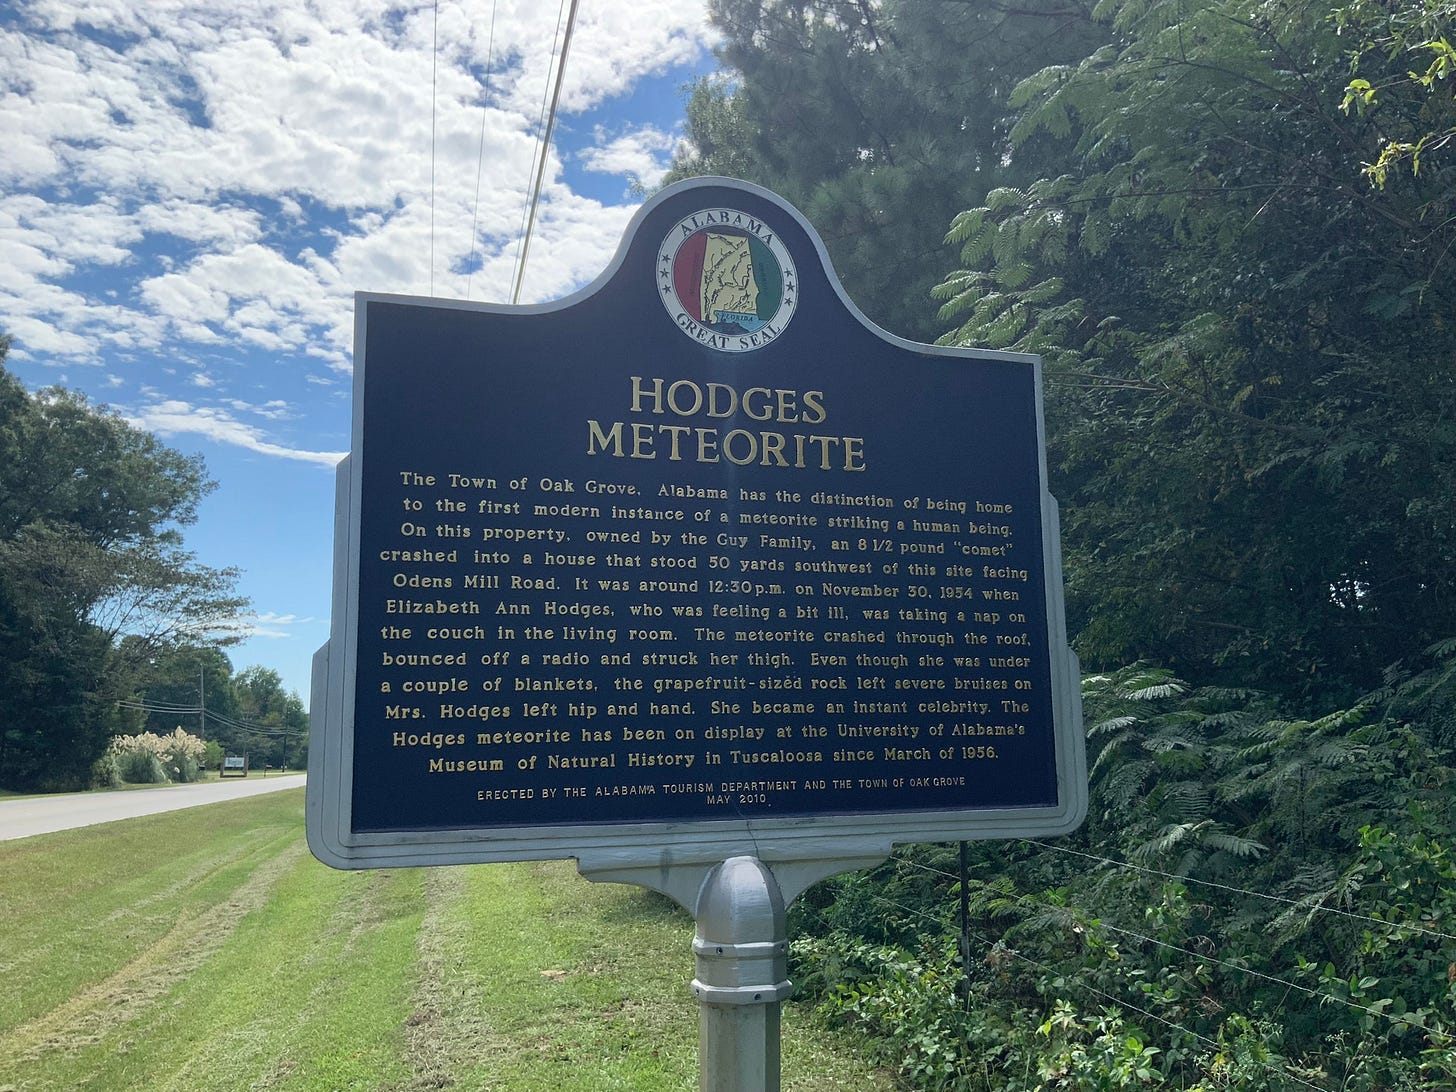 ALABAMA
FLORIDA
GREAT SEAL
HODGES
METEORITE
The Town of Oak Grove, Alabama has the distinction of being home
to the first modern instance of a meteorite striking a human being.
On this property, owned by the Guy Family, an 8 1/2 pound "comet"
crashed into a house that stood 50 yards southwest of this site facing
Odens Mill Road. It was around 12:30 p.m. on November 30, 1954 when
Elizabeth Ann Hodges, who was feeling a bit ill, was taking a nap on
the couch in the living room. The meteorite crashed through the roof,
bounced off a radio and struck her thigh. Even though she was under
a couple of blankets, the grapefruit-sized rock left severe bruises on
Mrs. Hodges left hip and hand. She became an instant celebrity. The
Hodges meteorite has been on display at the University of Alabama's
Museum of Natural History in Tuscaloosa since March of 1956.
ERECTED BY THE ALABAMA TOURISM DEPARTMENT AND THE TOWN OF OAK GROVE
MAY 2010